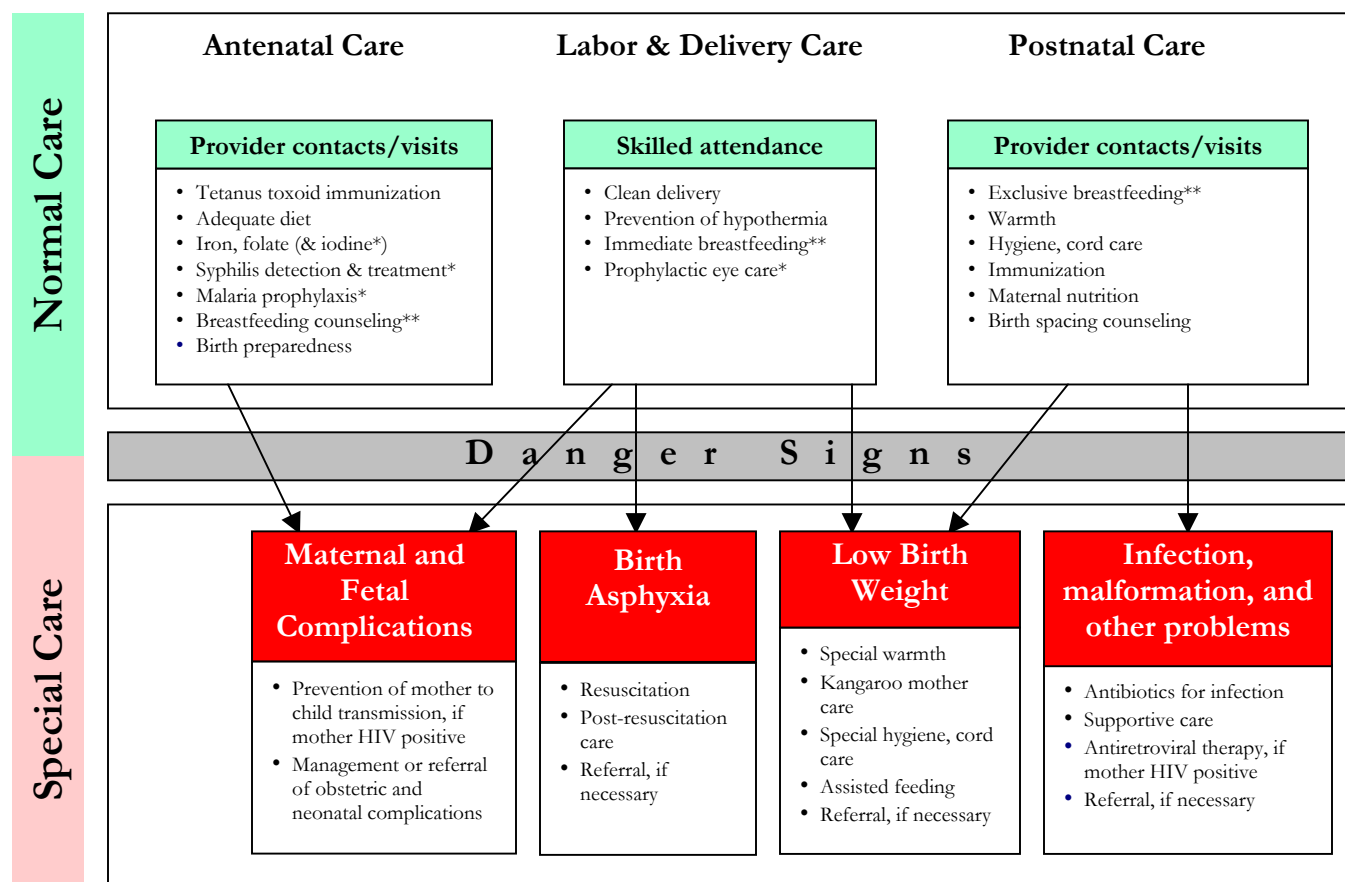 Normal Care
Antenatal Care
Labor & Delivery Care
Postnatal Care
Provider contacts/visits
• Tetanus toxoid immunization
• Adequate diet
• Iron, folate (& iodine*)
• Syphilis detection & treatment*
• Malaria prophylaxis*
• Breastfeeding counseling**
• Birth preparedness
Skilled attendance
• Clean delivery
• Prevention of hypothermia
• Immediate breastfeeding**
• Prophylactic eye care*
Provider contacts/visits
• Exclusive breastfeeding**
• Warmth
• Hygiene, cord care
• Immunization
• Maternal nutrition
• Birth spacing counseling
Danger Signs
Special Care
Maternal and
Fetal
Complications
• Prevention of mother to
child transmission, if
mother HIV positive
• Management or referral
of obstetric and
neonatal complications
Birth
Asphyxia
• Resuscitation
• Post-resuscitation
care
• Referral, if
necessary
Low Birth
Weight
• Special warmth
• Kangaroo mother
care
• Special hygiene, cord
care
• Assisted feeding
• Referral, if necessary
Infection,
malformation, and
other problems
• Antibiotics for infection
• Supportive care
• Antiretroviral therapy, if
mother HIV positive
• Referral, if necessary